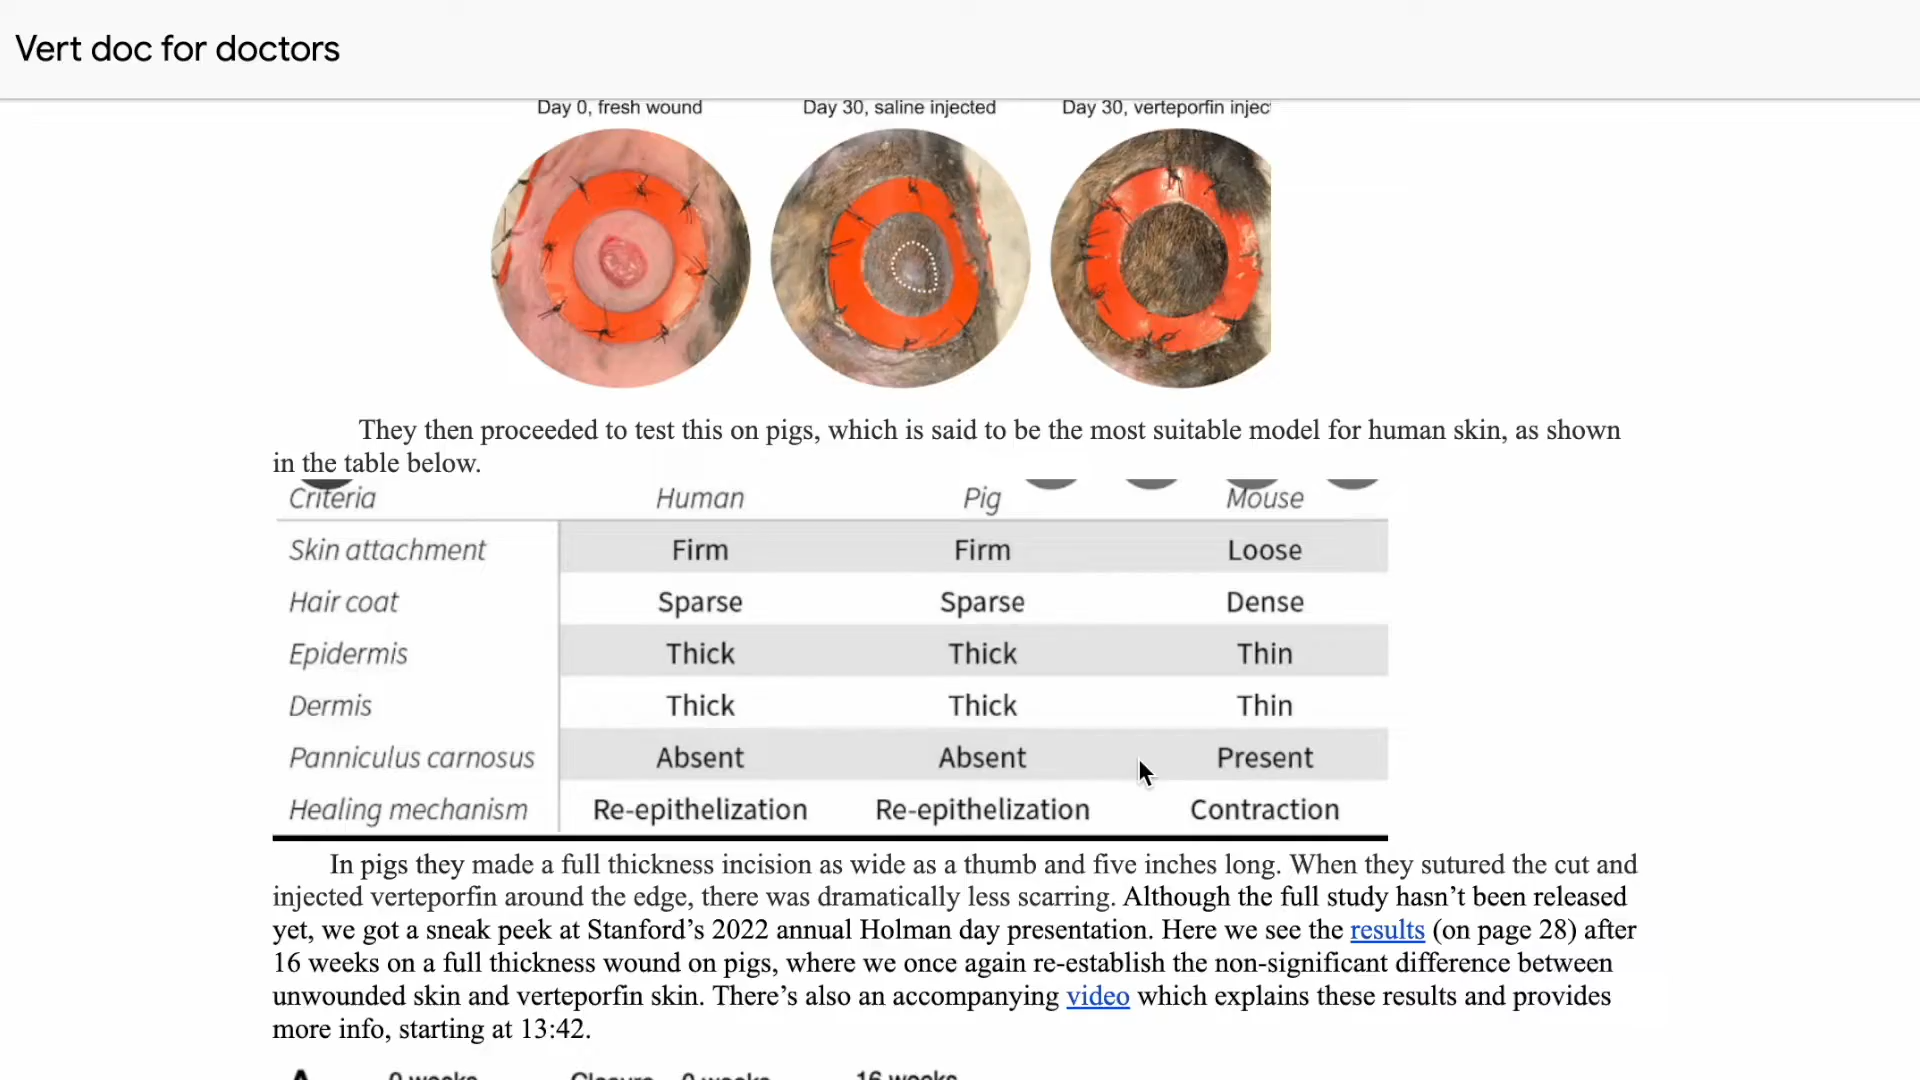 Vert doc for doctors
Day 0, fresh wound Day 30, saline injected Day 30, verteporfin injec
They then proceeded to test this on pigs, which is said to be the most suitable model for human skin, as shown
in the table below.
Criteria Human Pig Mouse
Skin attachment Firm Firm Loose
Hair coat Sparse Sparse Dense
Epidermis Thick Thick Thin
Dermis Thick Thick Thin
Panniculus carnosus Absent Absent Present
Healing mechanism Re-epithelization Re-epithelization Contraction
In pigs they made a full thickness incision as wide as a thumb and five inches long. When they sutured the cut and
injected verteporfin around the edge, there was dramatically less scarring. Although the full study hasn’t been released
yet, we got a sneak peek at Stanford’s 2022 annual Holman day presentation. Here we see the results (on page 28) after
16 weeks on a full thickness wound on pigs, where we once again re-establish the non-significant difference between
unwounded skin and verteporfin skin. There’s also an accompanying video which explains these results and provides
more info, starting at 13:42.
A 0 weeks Closure 0 weeks 16 weeks